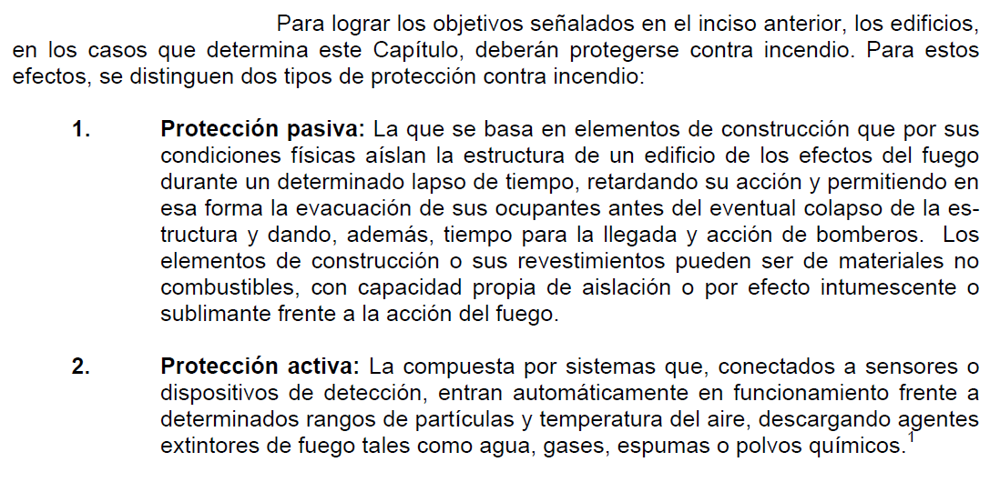 Para lograr los objetivos señalados en el inciso anterior, los edificios,
en los casos que determina este Capítulo, deberán protegerse contra incendio. Para estos
efectos, se distinguen dos tipos de protección contra incendio:
1. Protección pasiva: La que se basa en elementos de construcción que por sus
condiciones físicas aíslan la estructura de un edificio de los efectos del fuego
durante un determinado lapso de tiempo, retardando su acción y permitiendo en
esa forma la evacuación de sus ocupantes antes del eventual colapso de la es-
tructura y dando, además, tiempo para la llegada y acción de bomberos. Los
elementos de construcción o sus revestimientos pueden ser de materiales no
combustibles, con capacidad propia de aislación o por efecto intumescente o
sublimante frente a la acción del fuego.
2. Protección activa: La compuesta por sistemas que, conectados a sensores o
dispositivos de detección, entran automáticamente en funcionamiento frente a
determinados rangos de partículas y temperatura del aire, descargando agentes
extintores de fuego tales como agua, gases, espumas o polvos químicos.1